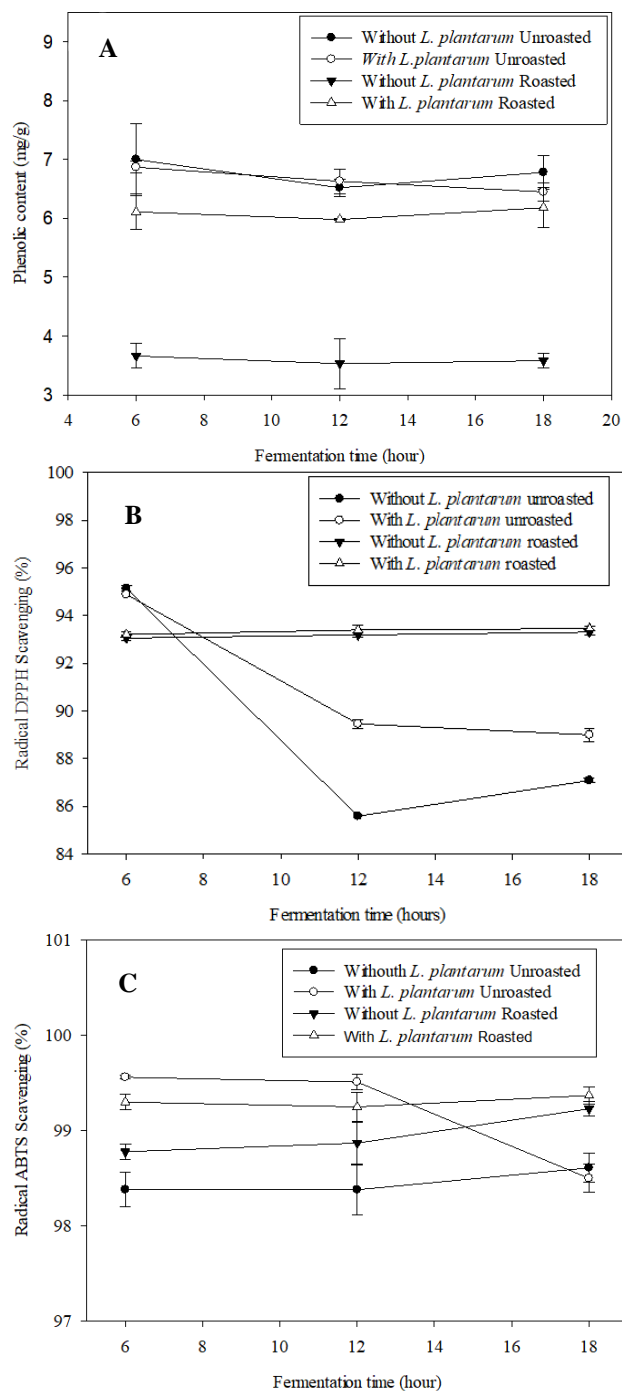 A
Without L. plantarum Unroasted
With L.plantarum Unroasted
Without L. plantarum Roasted
With L. plantarum Roasted
Phenolic content (mg/g)
9
8
7
6
5
4
3
4 6 8 10 12 14 16 18 20
Fermentation time (hour)
B
Without L. plantarum unroasted
With L. plantarum unroasted
Without L. plantarum roasted
With L. plantarum roasted
Radical DPPH Scavenging (%)
100
98
96
94
92
90
88
86
84
6 8 10 12 14 16 18
Fermentation time (hours)
C
Withouth L. plantarum Unroasted
With L. plantarum Unroasted
Without L. plantarum Roasted
With L. plantarum Roasted
Radical ABTS Scavenging (%)
101
100
99
98
97
6 8 10 12 14 16 18
Fermentation time (hour)